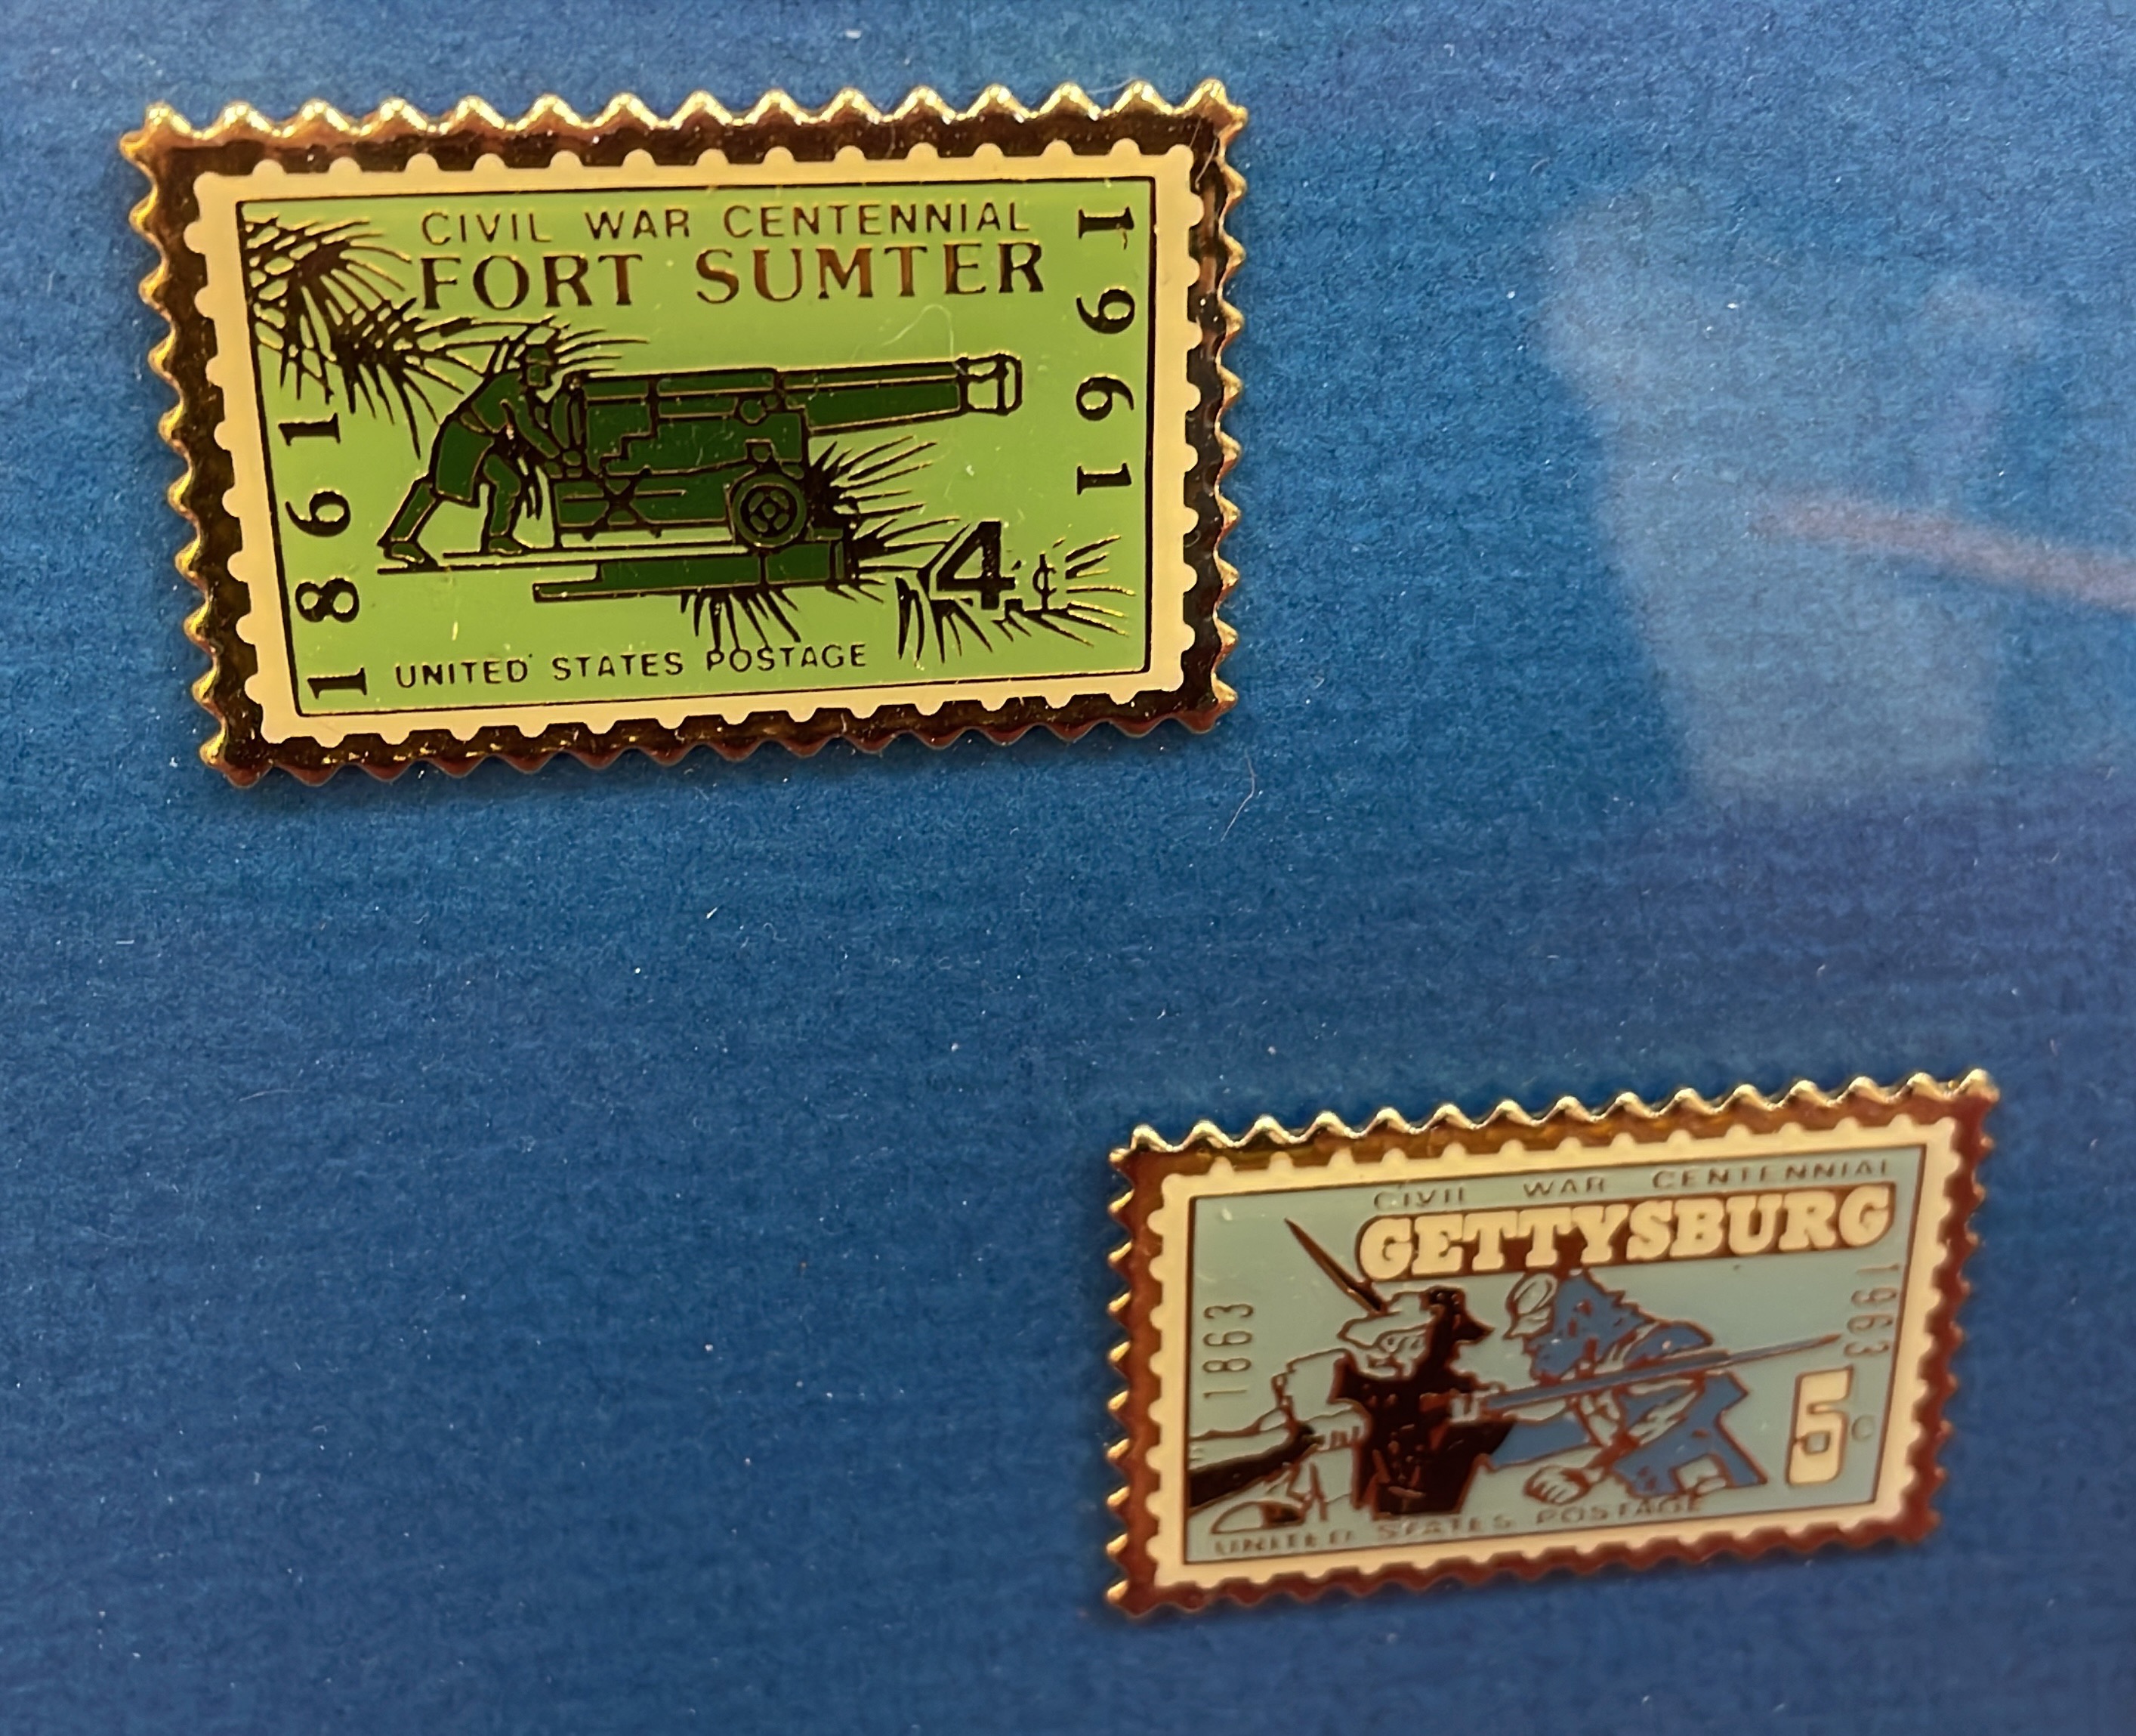 CIVIL WAR CENTENNIAL
FORT SUMTER
1861
1961
4¢
UNITED STATES POSTAGE
CIVIL WAR CENTENNIAL
GETTYSBURG
1863
1963
5c
UNITED STATES POSTAGE